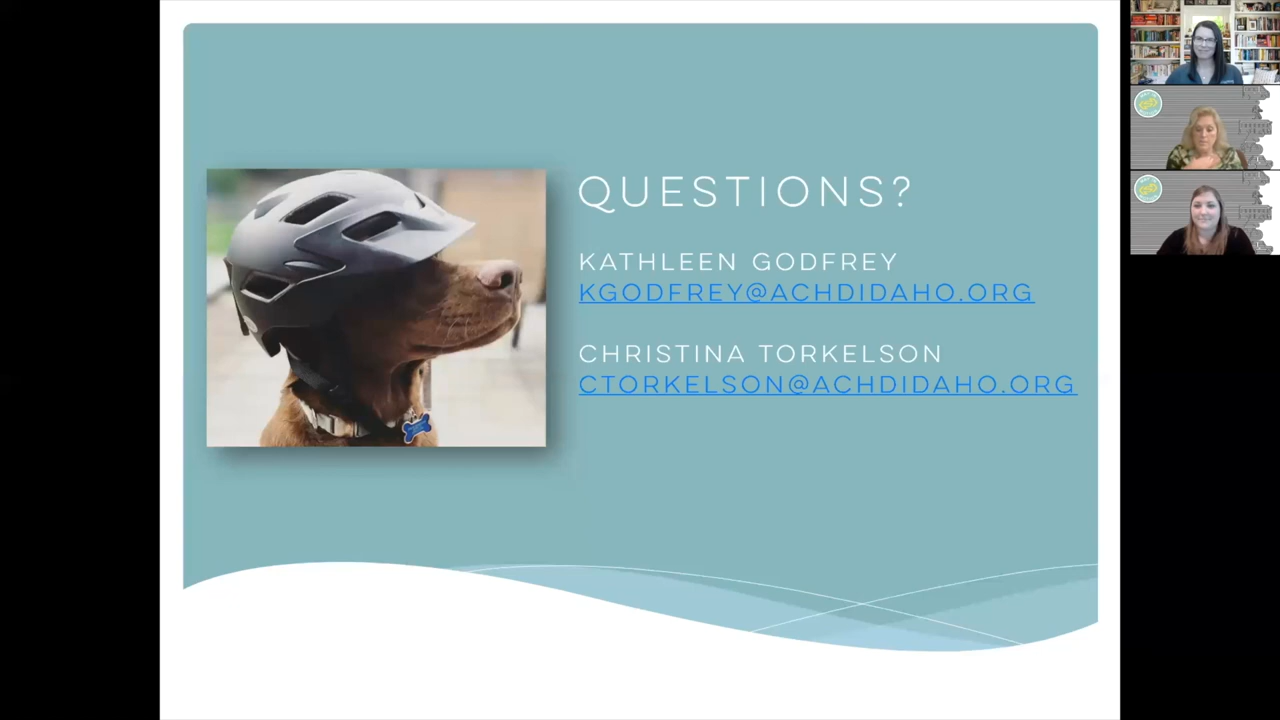 QUESTIONS?
KATHLEEN GODFREY
KGODFREY@ACHDIDAHO.ORG
CHRISTINA TORKELSON
CTORKELSON@ACHDIDAHO.ORG